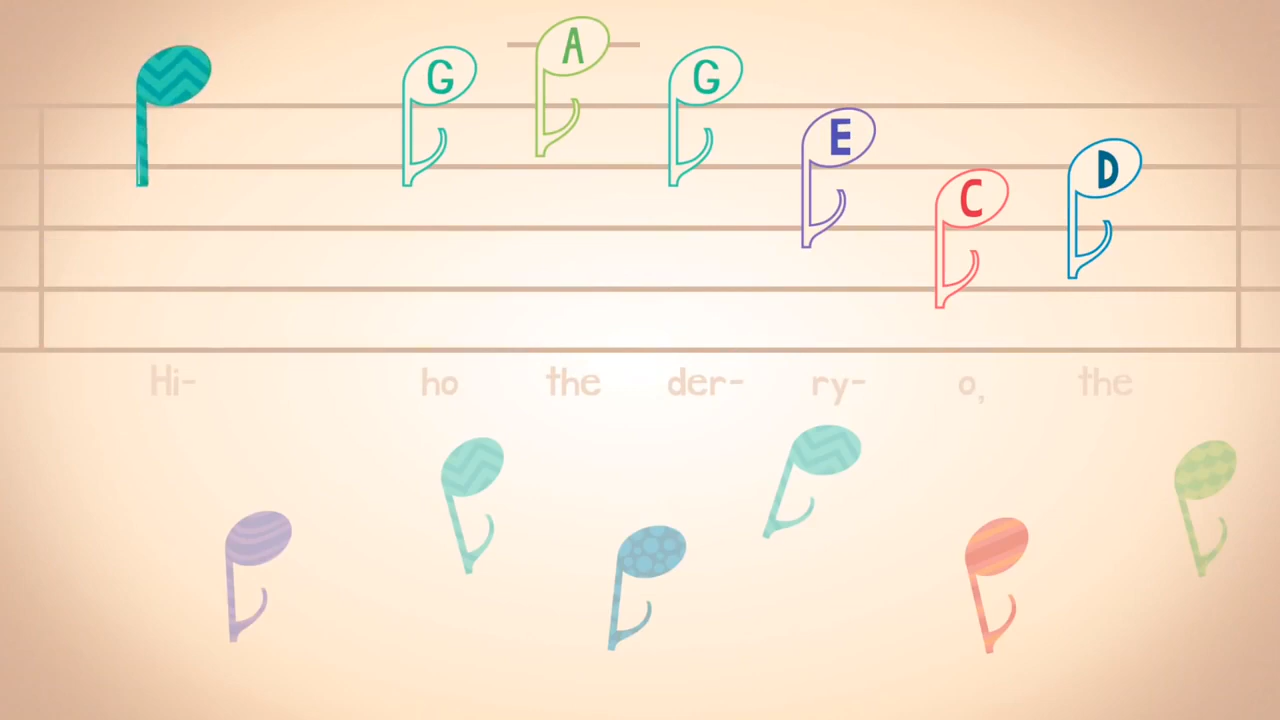 G A G E C D
Hi- ho the der- ry- o, the